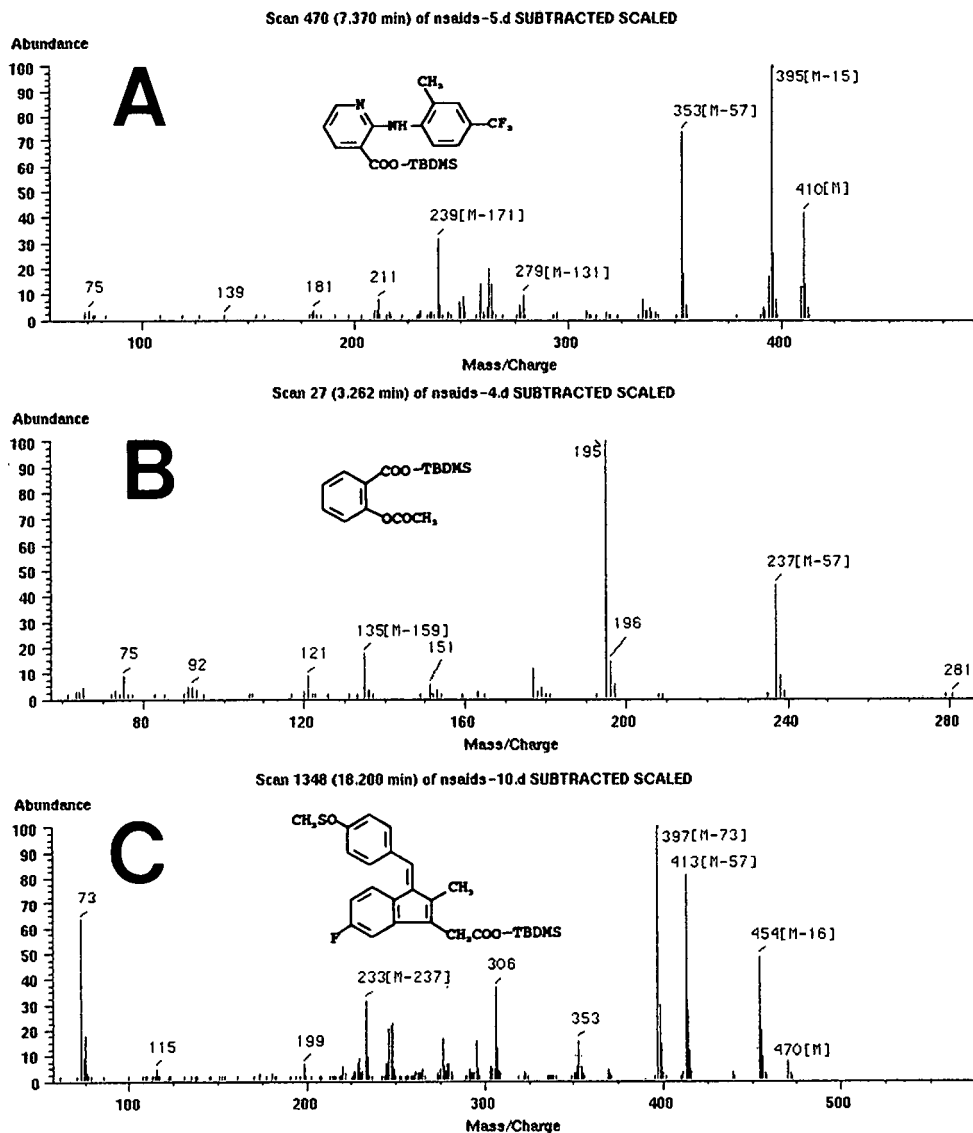 Scan 470 (7.370 min) of nsaids-5.d SUBTRACTED SCALED
Abundance
A
100
90
80
70
60
50
40
30
20
10
0
CH₃
N
NH
CF₃
COO-TBDMS
395[M-15]
353[M-57]
410[M]
239[M-171]
279[M-131]
75
139
181
211
100
200
300
400
Mass/Charge
Scan 27 (3.262 min) of nsaids-4.d SUBTRACTED SCALED
Abundance
B
100
90
80
70
60
50
40
30
20
10
0
COO-TBDMS
OCOCH₃
195
237[M-57]
135[M-159]
196
75
92
121
151
281
80
120
160
200
240
280
Mass/Charge
Scan 1348 (18.200 min) of nsaids-10.d SUBTRACTED SCALED
Abundance
C
100
90
80
70
60
50
40
30
20
10
0
CH₃SO
CH₃
F
CH₂COO-TBDMS
397[M-73]
413[M-57]
73
454[M-16]
233[M-237]
306
353
115
199
470[M]
100
200
300
400
500
Mass/Charge